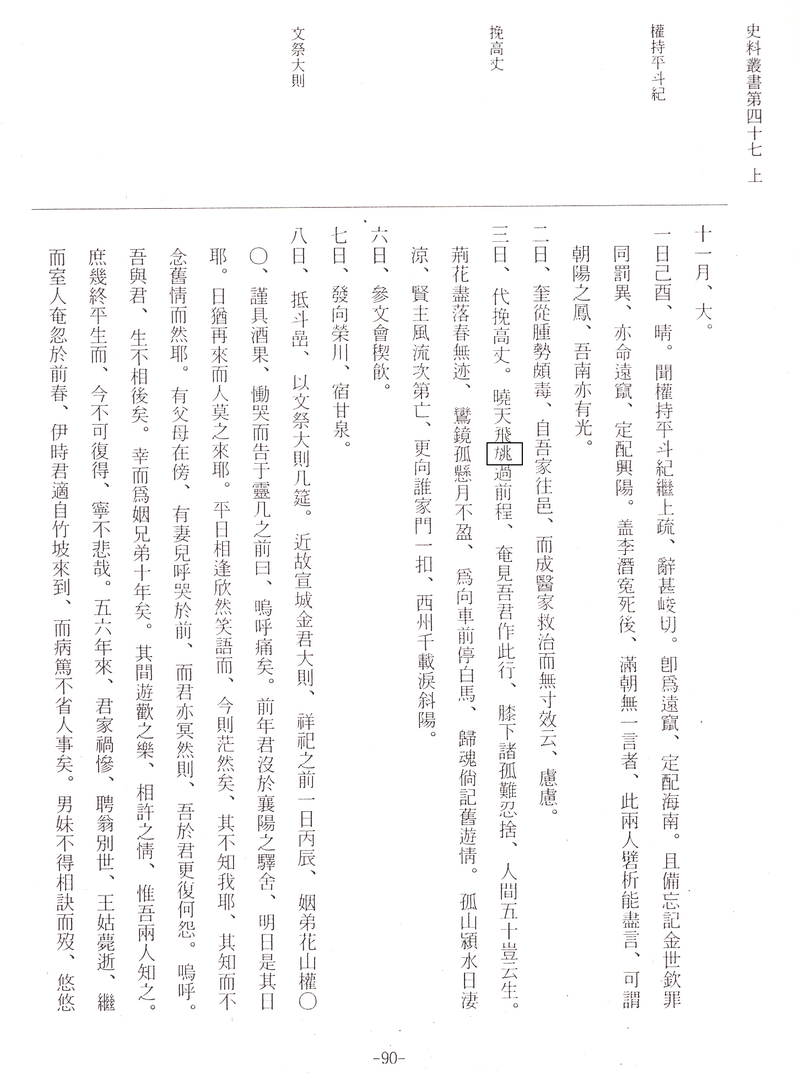 史料叢書第四十七 上
權持平斗紀
挽高丈
文祭大則
十一月、大。
一日己酉、晴。聞權持平斗紀繼上疏、辭甚峻切。卽爲遠竄、定配海南。且備忘記金世欽罪
同罰異、亦命遠竄、定配興陽。盖李潛寃死後、滿朝無一言者、此兩人劈析能盡言、可謂
朝陽之鳳、吾南亦有光。
二日、奎從腫勢頗毒、自吾家往邑、而成醫家救治而無寸效云、慮慮。
三日、代挽高丈。曉天飛旐過前程、奄見吾君作此行、膝下諸孤難忍捨、人間五十豈云生。
荊花盡落春無迹、鸞鏡孤懸月不盈、爲向車前停白馬、歸魂倘記舊遊情。孤山潁水日凄
涼、賢主風流次第亡、更向誰家門一扣、西州千載淚斜陽。
六日、參文會稧飮。
七日、發向榮川、宿甘泉。
八日、抵斗嵒、以文祭大則几筵。近故宣城金君大則、祥祀之前一日丙辰、姻弟花山權〇
〇、謹具酒果、慟哭而告于靈几之前曰、嗚呼痛矣。前年君沒於襄陽之驛舍、明日是其日
耶。日猶再來而人莫之來耶。平日相逢欣然笑語而、今則茫然矣、其不知我耶、其知而不
念舊情而然耶。有父母在傍、有妻兒呼哭於前、而君亦冥然則、吾於君更復何怨。嗚呼。
吾與君、生不相後矣。幸而爲姻兄弟十年矣。其間遊歡之樂、相許之情、惟吾兩人知之。
庶幾終平生而、今不可復得、寧不悲哉。五六年來、君家禍慘、聘翁別世、王姑薨逝、繼
而室人奄忽於前春、伊時君適自竹坡來到、而病篤不省人事矣。男妹不得相訣而歿、悠悠
-90-